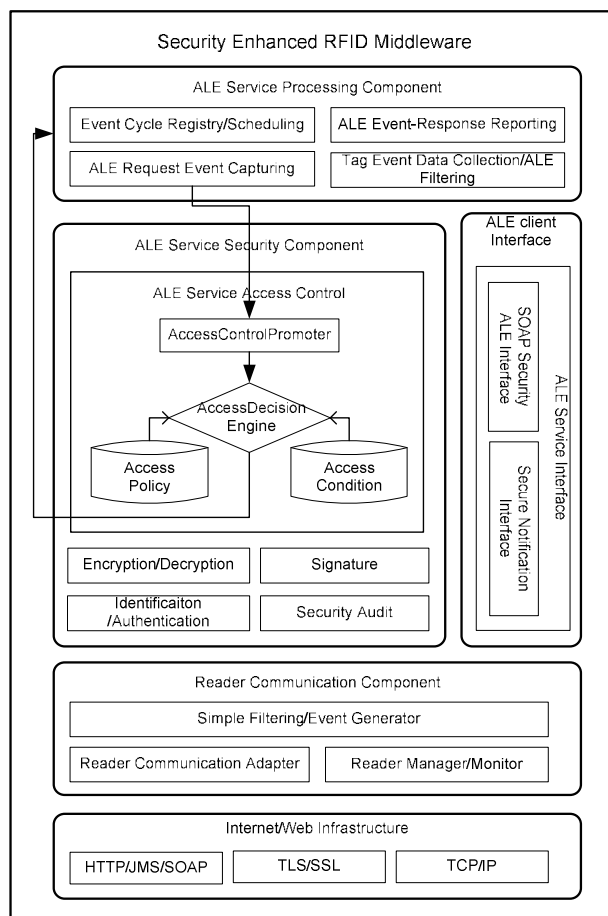 Security Enhanced RFID Middleware
ALE Service Processing Component
Event Cycle Registry/Scheduling
ALE Event-Response Reporting
ALE Request Event Capturing
Tag Event Data Collection/ALE
Filtering
ALE Service Security Component
ALE Service Access Control
AccessControlPromoter
AccessDecision
Engine
Access
Policy
Access
Condition
Encryption/Decryption
Signature
Identificaiton
/Authentication
Security Audit
ALE client
Interface
SOAP Security
ALE Interface
Secure Notification
Interface
ALE Service Interface
Reader Communication Component
Simple Filtering/Event Generator
Reader Communication Adapter
Reader Manager/Monitor
Internet/Web Infrastructure
HTTP/JMS/SOAP
TLS/SSL
TCP/IP